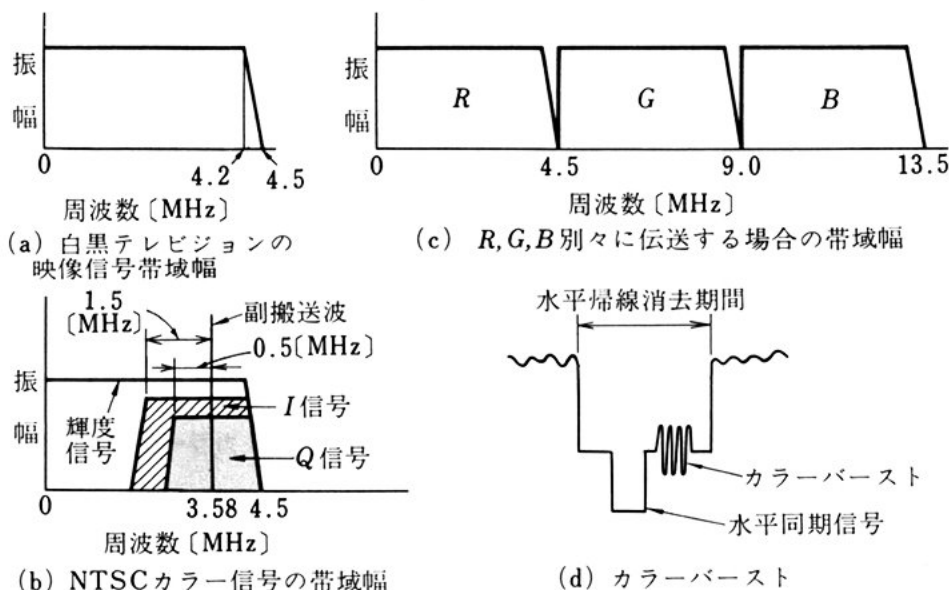 振
幅
0
4.2
4.5
周波数〔MHz〕
(a) 白黒テレビジョンの
映像信号帯域幅
振
幅
R
G
B
0
4.5
9.0
13.5
周波数〔MHz〕
(c) R,G,B別々に伝送する場合の帯域幅
1.5
〔MHz〕
副搬送波
0.5〔MHz〕
振
幅
輝度
信号
I信号
Q信号
0
3.58
4.5
周波数〔MHz〕
(b) NTSCカラー信号の帯域幅
水平帰線消去期間
カラーバースト
水平同期信号
(d) カラーバースト